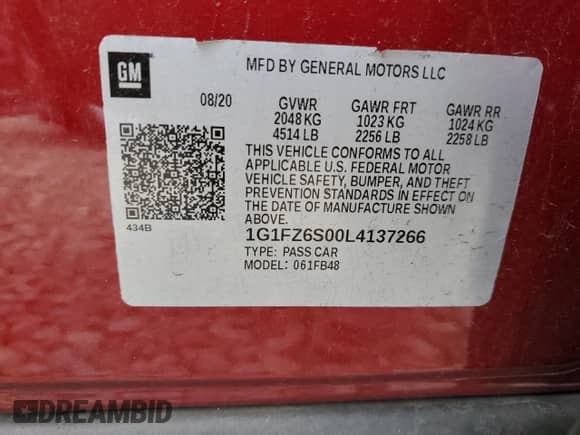 GM
MFD BY GENERAL MOTORS LLC
08/20 GVWR GAWR FRT GAWR RR
2048 KG 1023 KG 1024 KG
4514 LB 2256 LB 2258 LB
THIS VEHICLE CONFORMS TO ALL
APPLICABLE U.S. FEDERAL MOTOR
VEHICLE SAFETY, BUMPER, AND THEFT
PREVENTION STANDARDS IN EFFECT ON
THE DATE OF MANUFACTURE SHOWN
ABOVE.
434B
1G1FZ6S00L4137266
TYPE: PASS CAR
MODEL: 061FB48
DREAMBID